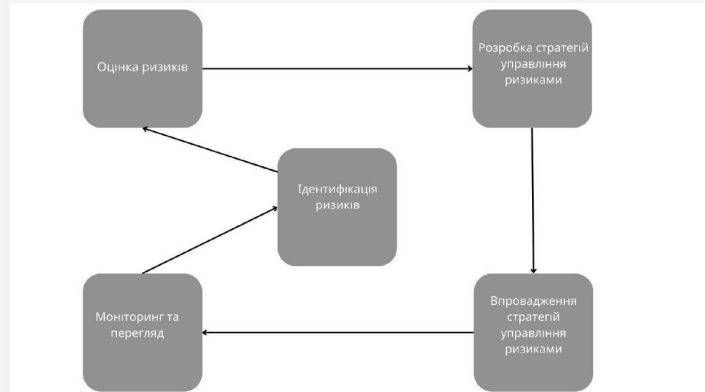 Оцінка ризиків
Розробка стратегій
управління
ризиками
Ідентифікація
ризиків
Моніторинг та
перегляд
Впровадження
стратегій
управління
ризиками